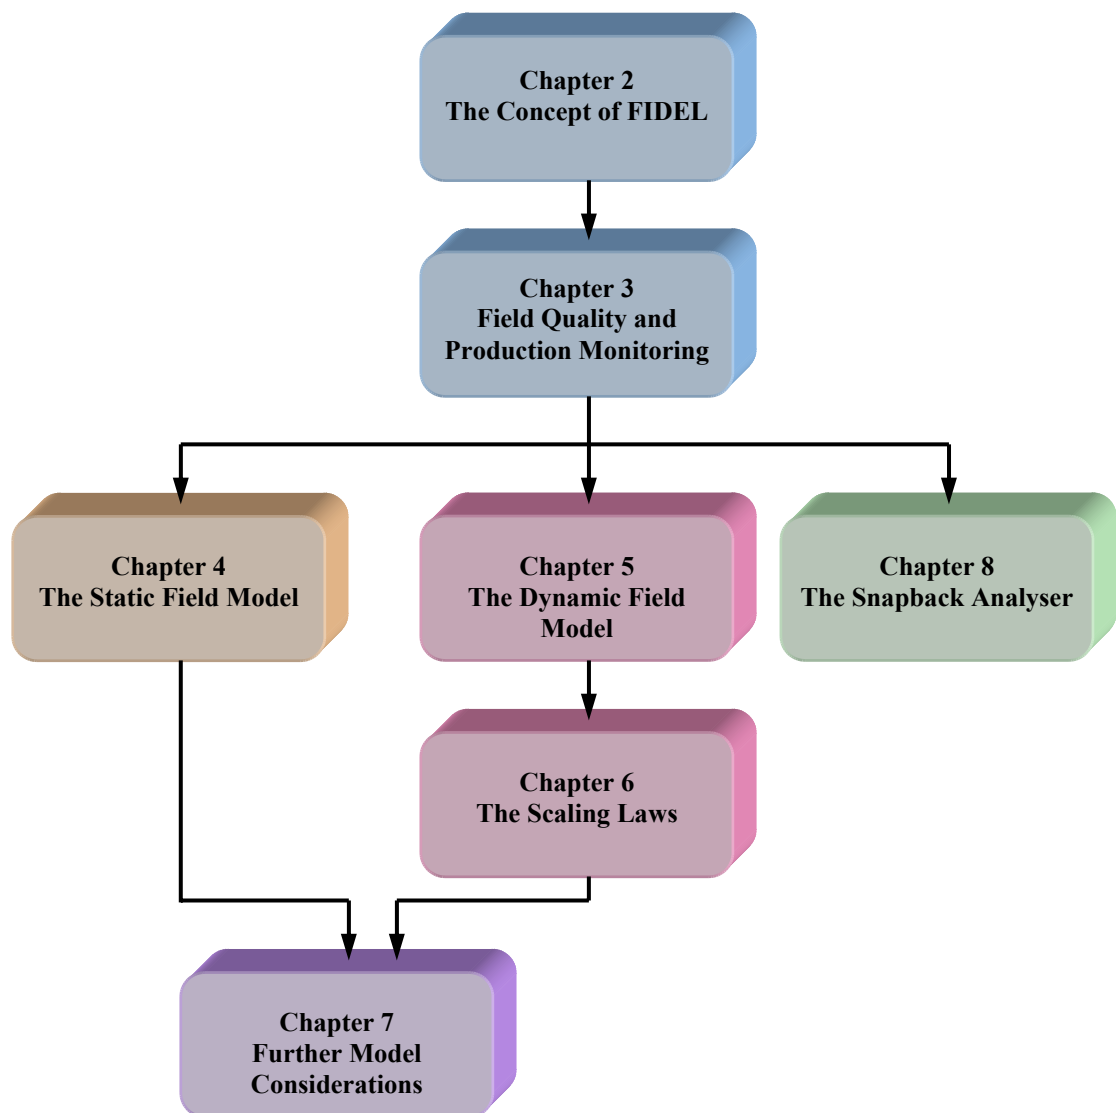 Chapter 2
The Concept of FIDEL
Chapter 3
Field Quality and
Production Monitoring
Chapter 4
The Static Field Model
Chapter 5
The Dynamic Field
Model
Chapter 8
The Snapback Analyser
Chapter 6
The Scaling Laws
Chapter 7
Further Model
Considerations